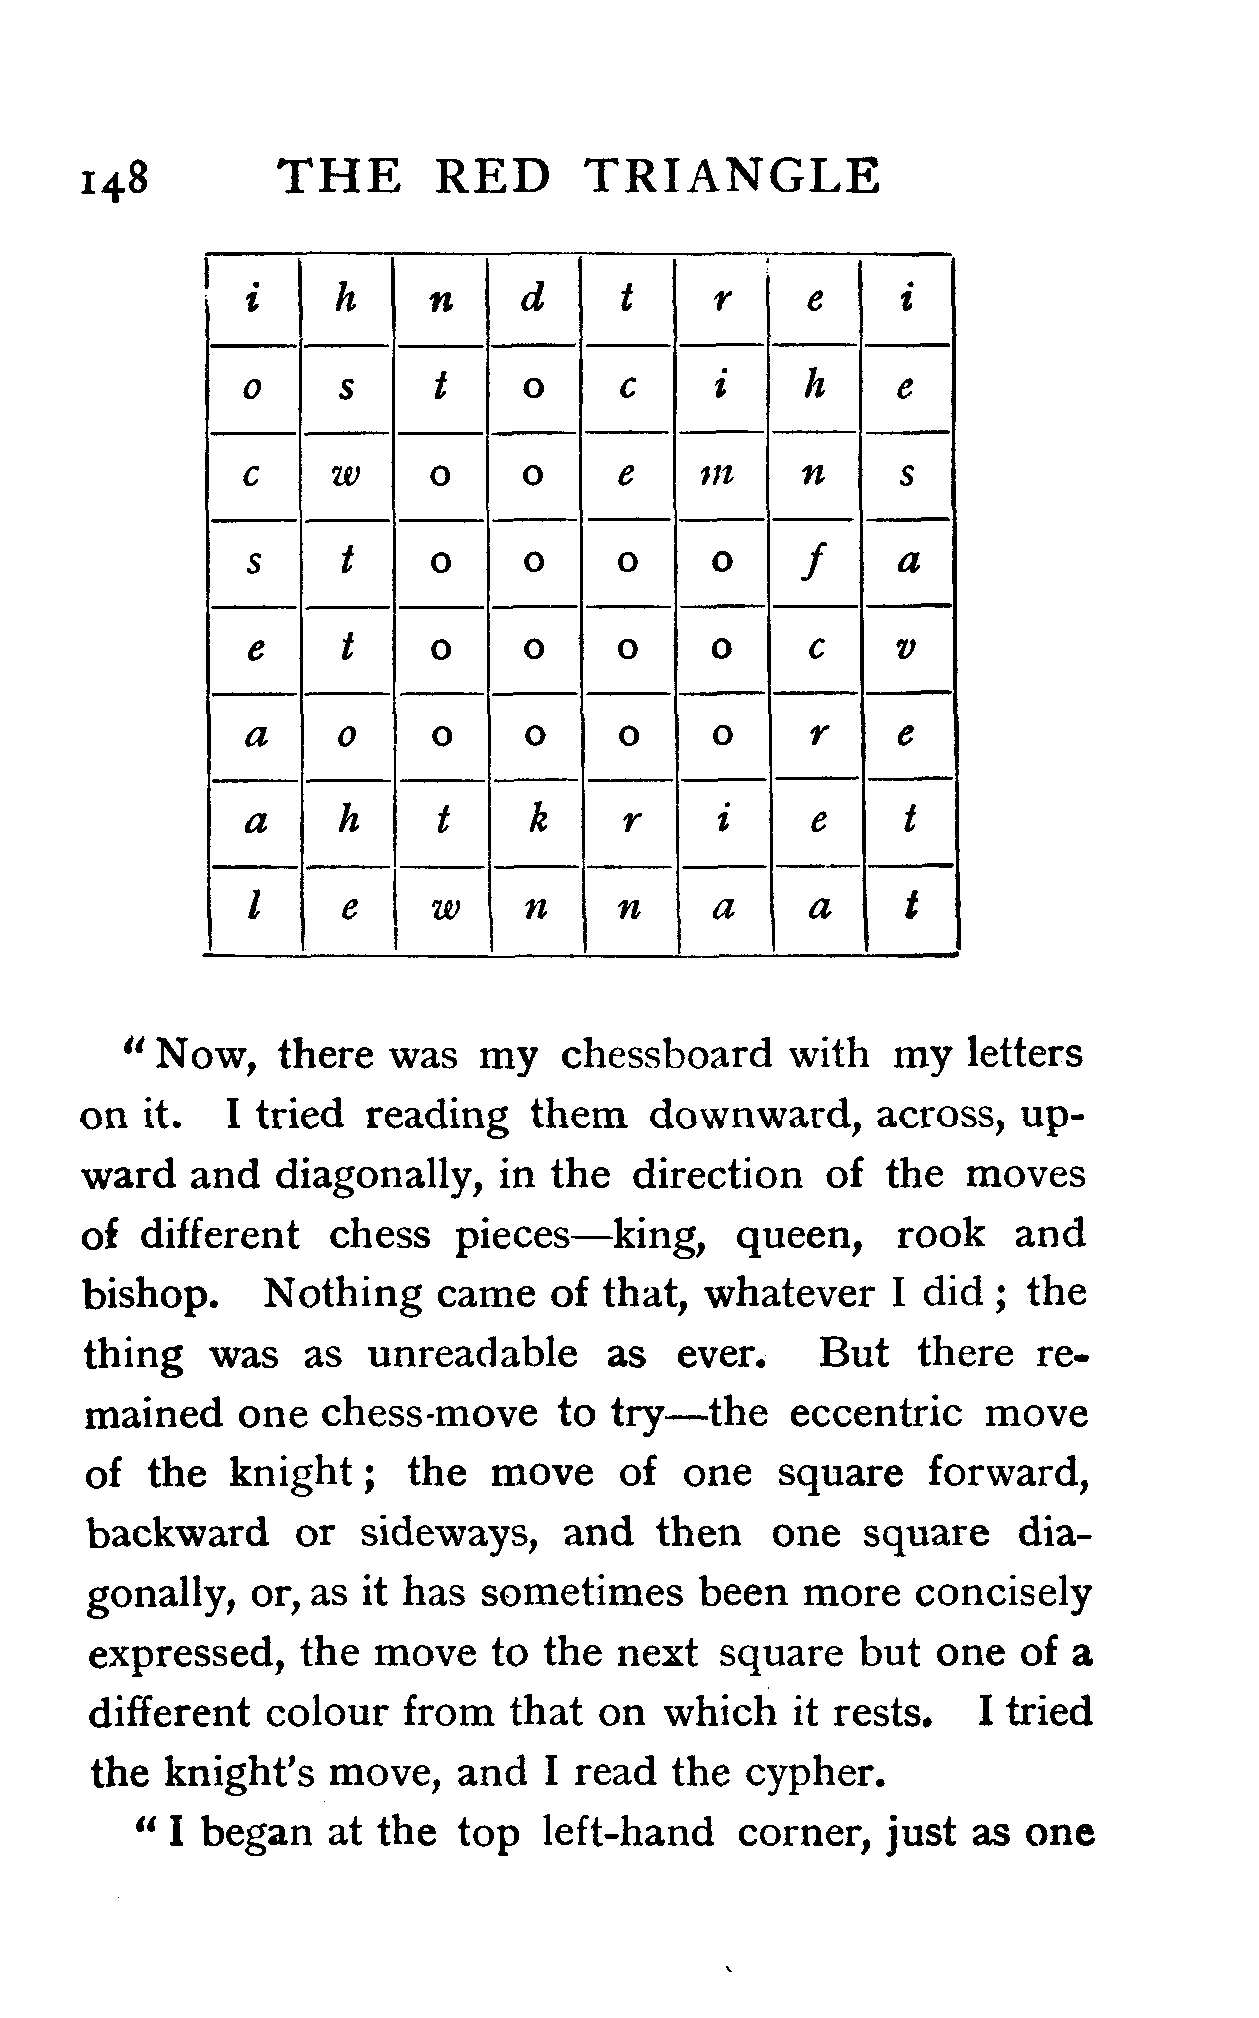 148 THE RED TRIANGLE
i h n d t r e i
o s t o c i h e
c w o o e m n s
s t o o o o f a
e t o o o o c v
a o o o o o r e
a h t k r i e t
l e w n n a a t
“Now, there was my chessboard with my letters
on it. I tried reading them downward, across, up-
ward and diagonally, in the direction of the moves
of different chess pieces—king, queen, rook and
bishop. Nothing came of that, whatever I did; the
thing was as unreadable as ever. But there re-
mained one chess-move to try—the eccentric move
of the knight; the move of one square forward,
backward or sideways, and then one square dia-
gonally, or, as it has sometimes been more concisely
expressed, the move to the next square but one of a
different colour from that on which it rests. I tried
the knight's move, and I read the cypher.
“I began at the top left-hand corner, just as one